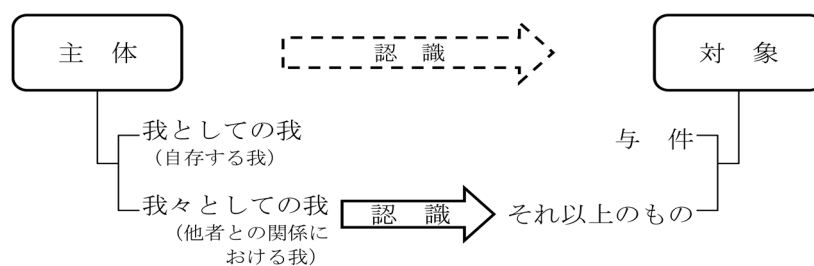 主体
認識
対象
我としての我
（自存する我）
与件
我々としての我
（他者との関係に
おける我）
認識
それ以上のもの